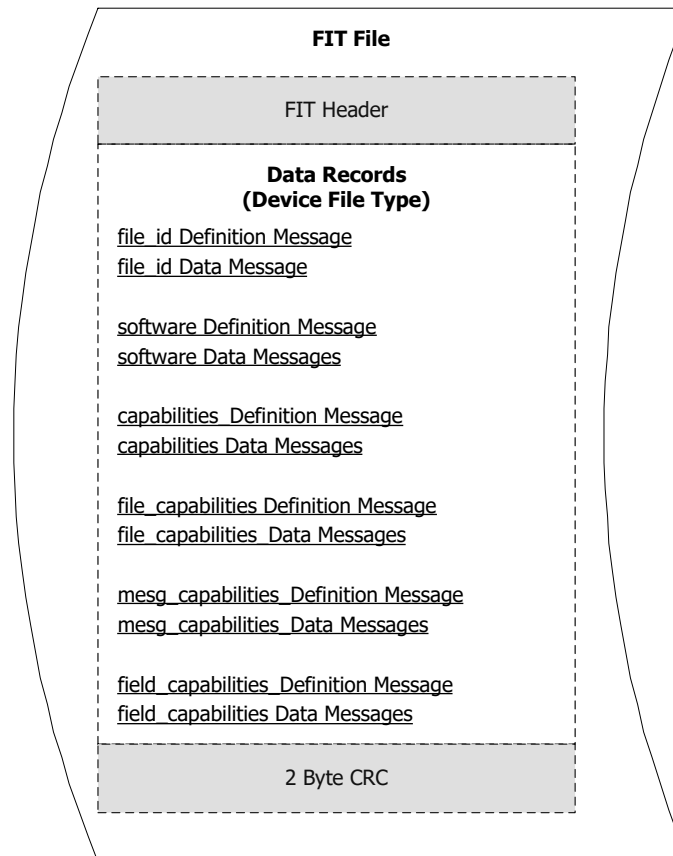 FIT File
FIT Header
Data Records
(Device File Type)
file_id Definition Message
file_id Data Message
software Definition Message
software Data Messages
capabilities_Definition Message
capabilities Data Messages
file_capabilities Definition Message
file_capabilities_Data Messages
mesg_capabilities_Definition Message
mesg_capabilities_Data Messages
field_capabilities_Definition Message
field_capabilities Data Messages
2 Byte CRC